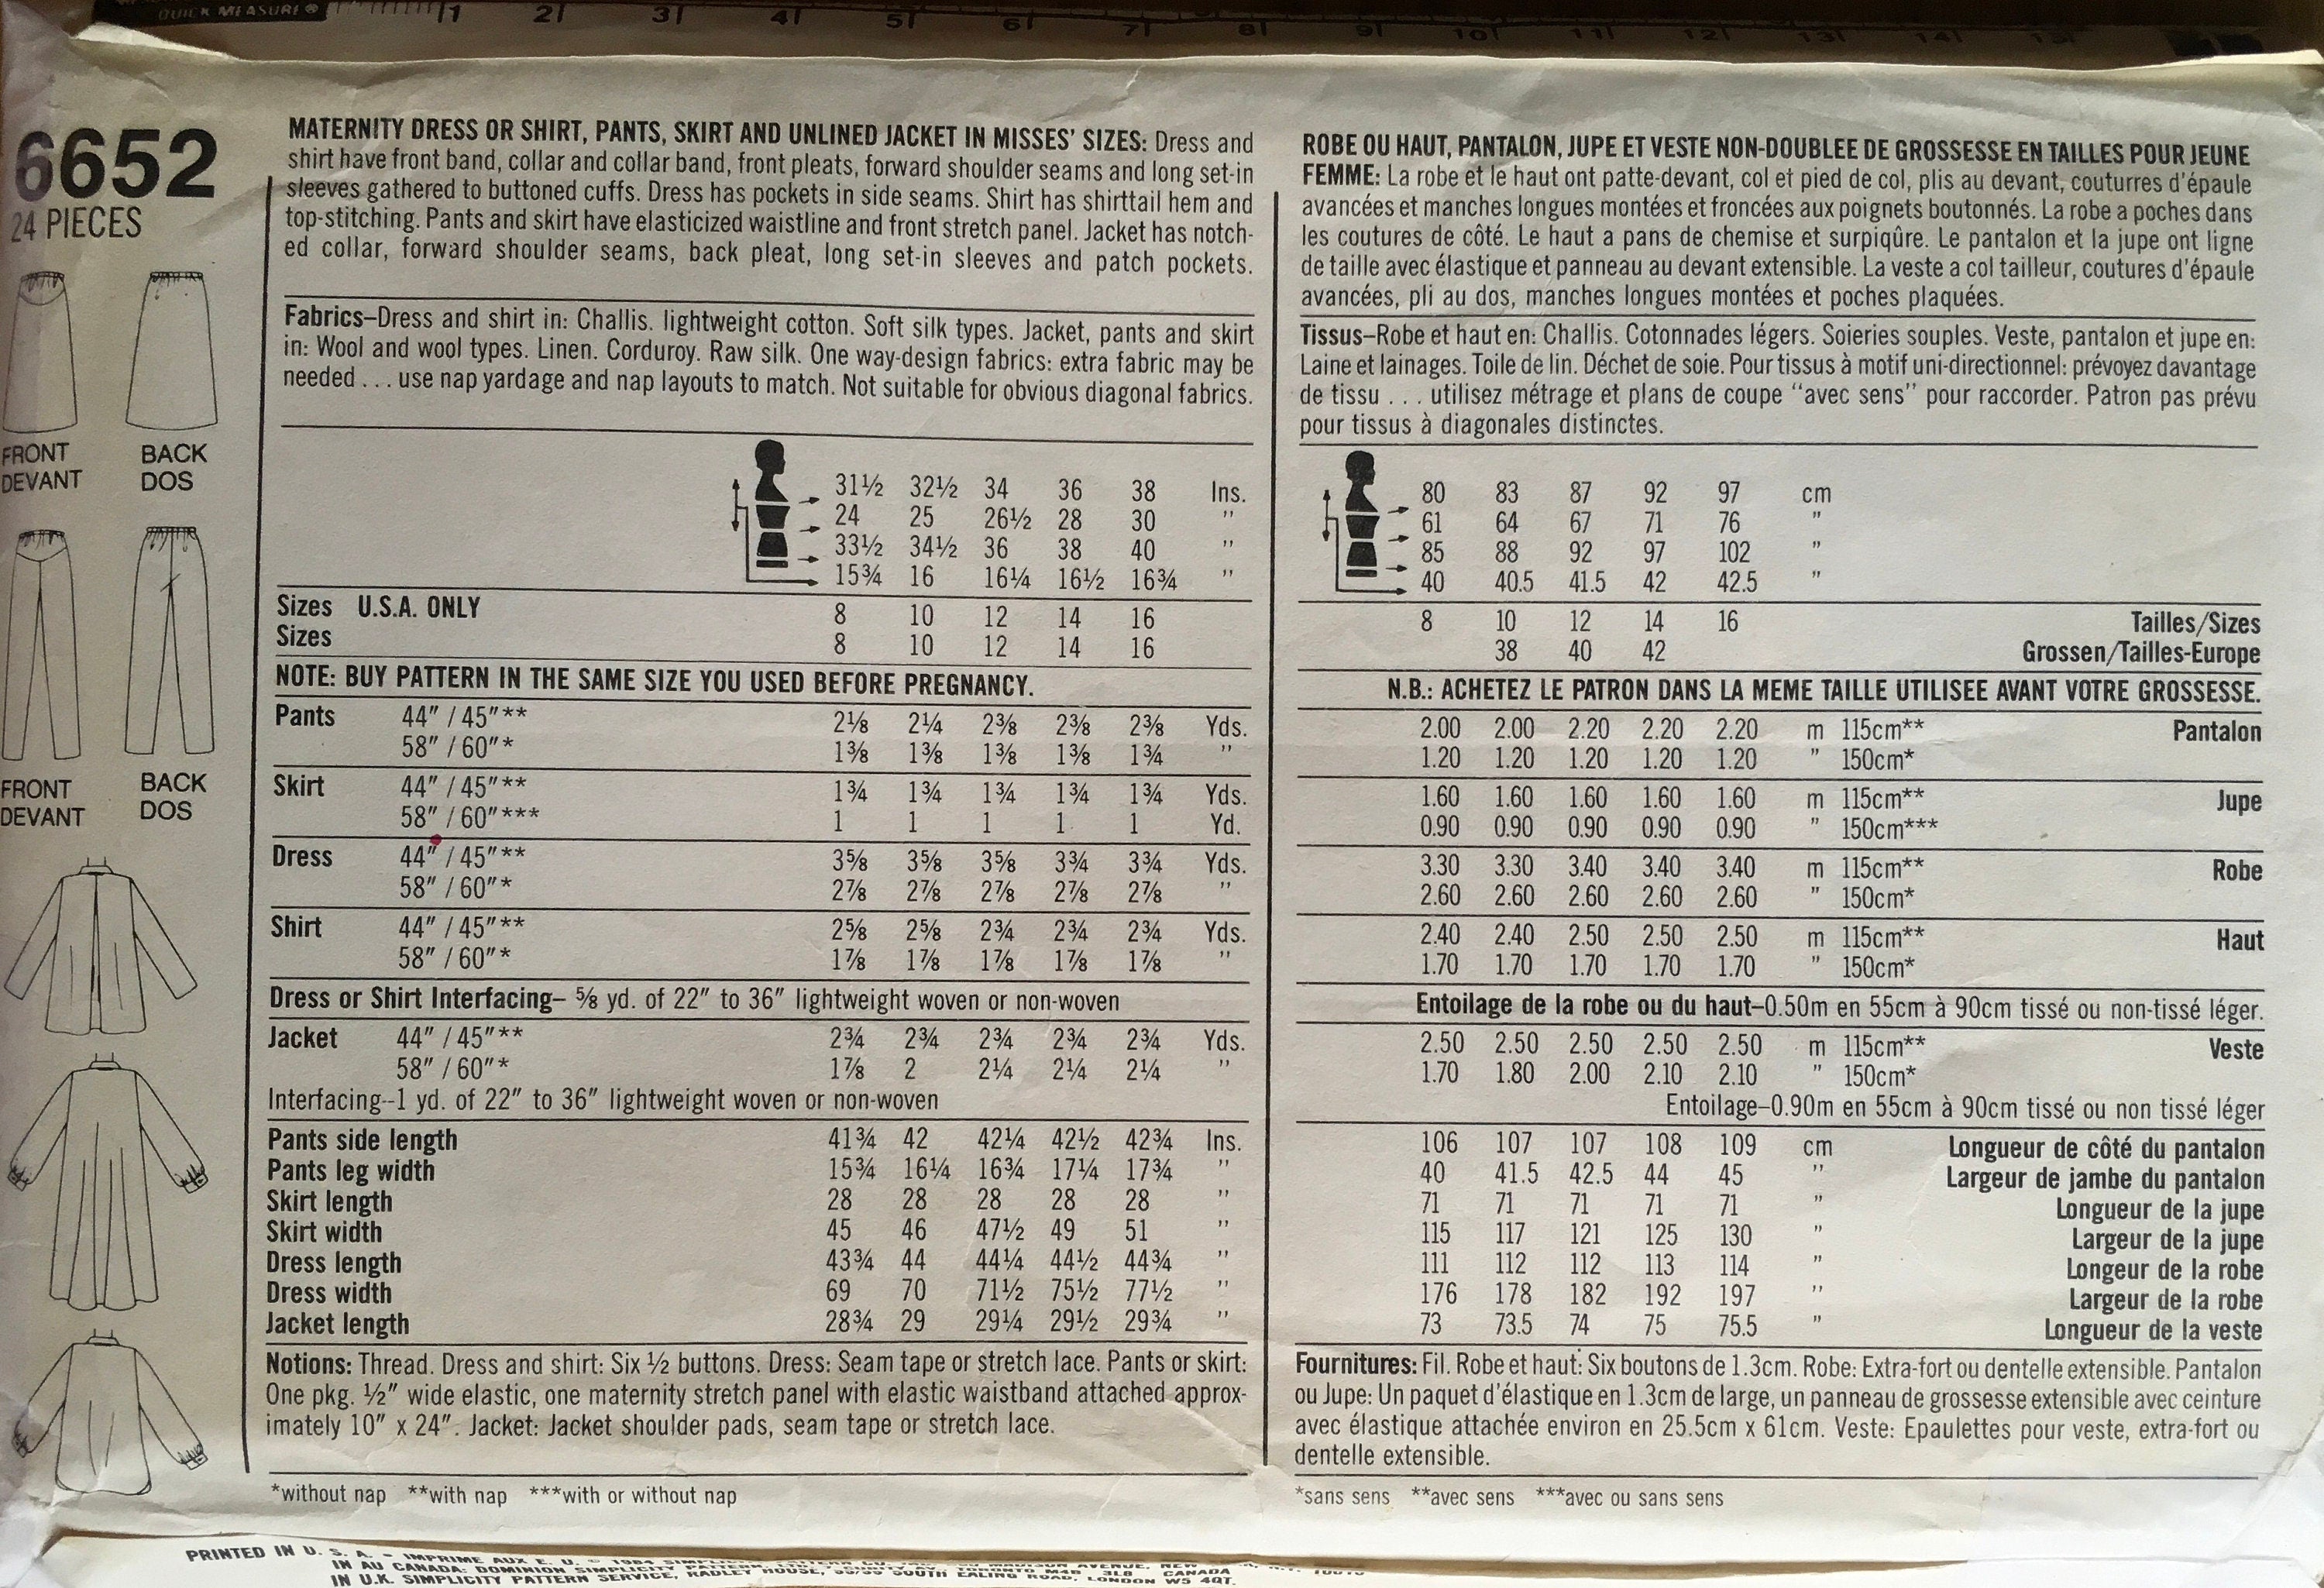 QUICK MEASURE®
1 2 3 4 5 6 7 8 9 10 11 12 13 14 15
6652
24 PIECES
FRONT BACK
DEVANT DOS
FRONT BACK
DEVANT DOS
MATERNITY DRESS OR SHIRT, PANTS, SKIRT AND UNLINED JACKET IN MISSES' SIZES: Dress and
shirt have front band, collar and collar band, front pleats, forward shoulder seams and long set-in
sleeves gathered to buttoned cuffs. Dress has pockets in side seams. Shirt has shirttail hem and
top-stitching. Pants and skirt have elasticized waistline and front stretch panel. Jacket has notch-
ed collar, forward shoulder seams, back pleat, long set-in sleeves and patch pockets.
Fabrics–Dress and shirt in: Challis. lightweight cotton. Soft silk types. Jacket, pants and skirt
in: Wool and wool types. Linen. Corduroy. Raw silk. One way-design fabrics: extra fabric may be
needed . . . use nap yardage and nap layouts to match. Not suitable for obvious diagonal fabrics.
31½ 32½ 34 36 38 Ins.
24 25 26½ 28 30 "
33½ 34½ 36 38 40 "
15¾ 16 16¼ 16½ 16¾ "
Sizes U.S.A. ONLY 8 10 12 14 16
Sizes 8 10 12 14 16
NOTE: BUY PATTERN IN THE SAME SIZE YOU USED BEFORE PREGNANCY.
Pants 44" / 45"** 2⅛ 2¼ 2⅜ 2⅜ 2⅜ Yds.
58" / 60"* 1⅜ 1⅜ 1⅜ 1⅜ 1¾ "
Skirt 44" / 45"** 1¾ 1¾ 1¾ 1¾ 1¾ Yds.
58" / 60"*** 1 1 1 1 1 Yd.
Dress 44" / 45"** 3⅝ 3⅝ 3⅝ 3¾ 3¾ Yds.
58" / 60"* 2⅞ 2⅞ 2⅞ 2⅞ 2⅞ "
Shirt 44" / 45"** 2⅝ 2⅝ 2¾ 2¾ 2¾ Yds.
58" / 60"* 1⅞ 1⅞ 1⅞ 1⅞ 1⅞ "
Dress or Shirt Interfacing– ⅝ yd. of 22" to 36" lightweight woven or non-woven
Jacket 44" / 45"** 2¾ 2¾ 2¾ 2¾ 2¾ Yds.
58" / 60"* 1⅞ 2 2¼ 2¼ 2¼ "
Interfacing--1 yd. of 22" to 36" lightweight woven or non-woven
Pants side length 41¾ 42 42¼ 42½ 42¾ Ins.
Pants leg width 15¾ 16¼ 16¾ 17¼ 17¾ "
Skirt length 28 28 28 28 28 "
Skirt width 45 46 47½ 49 51 "
Dress length 43¾ 44 44¼ 44½ 44¾ "
Dress width 69 70 71½ 75½ 77½ "
Jacket length 28¾ 29 29¼ 29½ 29¾ "
Notions: Thread. Dress and shirt: Six ½ buttons. Dress: Seam tape or stretch lace. Pants or skirt:
One pkg. ½" wide elastic, one maternity stretch panel with elastic waistband attached approx-
imately 10" x 24". Jacket: Jacket shoulder pads, seam tape or stretch lace.
*without nap **with nap ***with or without nap
ROBE OU HAUT, PANTALON, JUPE ET VESTE NON-DOUBLEE DE GROSSESSE EN TAILLES POUR JEUNE
FEMME: La robe et le haut ont patte-devant, col et pied de col, plis au devant, couturres d'épaule
avancées et manches longues montées et froncées aux poignets boutonnés. La robe a poches dans
les coutures de côté. Le haut a pans de chemise et surpiqûre. Le pantalon et la jupe ont ligne
de taille avec élastique et panneau au devant extensible. La veste a col tailleur, coutures d'épaule
avancées, pli au dos, manches longues montées et poches plaquées.
Tissus–Robe et haut en: Challis. Cotonnades légers. Soieries souples. Veste, pantalon et jupe en:
Laine et lainages. Toile de lin. Déchet de soie. Pour tissus à motif uni-directionnel: prévoyez davantage
de tissu . . . utilisez métrage et plans de coupe "avec sens" pour raccorder. Patron pas prévu
pour tissus à diagonales distinctes.
80 83 87 92 97 cm
61 64 67 71 76 "
85 88 92 97 102 "
40 40.5 41.5 42 42.5 "
8 10 12 14 16 Tailles/Sizes
38 40 42 Grossen/Tailles-Europe
N.B.: ACHETEZ LE PATRON DANS LA MEME TAILLE UTILISEE AVANT VOTRE GROSSESSE.
2.00 2.00 2.20 2.20 2.20 m 115cm** Pantalon
1.20 1.20 1.20 1.20 1.20 " 150cm*
1.60 1.60 1.60 1.60 1.60 m 115cm** Jupe
0.90 0.90 0.90 0.90 0.90 " 150cm***
3.30 3.30 3.40 3.40 3.40 m 115cm** Robe
2.60 2.60 2.60 2.60 2.60 " 150cm*
2.40 2.40 2.50 2.50 2.50 m 115cm** Haut
1.70 1.70 1.70 1.70 1.70 " 150cm*
Entoilage de la robe ou du haut–0.50m en 55cm à 90cm tissé ou non-tissé léger.
2.50 2.50 2.50 2.50 2.50 m 115cm** Veste
1.70 1.80 2.00 2.10 2.10 " 150cm*
Entoilage–0.90m en 55cm à 90cm tissé ou non tissé léger
106 107 107 108 109 cm Longueur de côté du pantalon
40 41.5 42.5 44 45 " Largeur de jambe du pantalon
71 71 71 71 71 " Longueur de la jupe
115 117 121 125 130 " Largeur de la jupe
111 112 112 113 114 " Longeur de la robe
176 178 182 192 197 " Largeur de la robe
73 73.5 74 75 75.5 " Longueur de la veste
Fournitures: Fil. Robe et haut: Six boutons de 1.3cm. Robe: Extra-fort ou dentelle extensible. Pantalon
ou Jupe: Un paquet d'élastique en 1.3cm de large, un panneau de grossesse extensible avec ceinture
avec élastique attachée environ en 25.5cm x 61cm. Veste: Epaulettes pour veste, extra-fort ou
dentelle extensible.
*sans sens **avec sens ***avec ou sans sens
PRINTED IN U. S. A. – IMPRIME AUX E. U. © 1984 SIMPLICITY PATTERN CO. MADISON AVENUE, NEW
IN AU CANADA: DOMINION SIMPLICITY PATTERN, TORONTO M4B 3L8 CANADA
IN U.K. SIMPLICITY PATTERN SERVICE, RADLEY HOUSE, SOUTH EALING ROAD, LONDON W5 4QT.